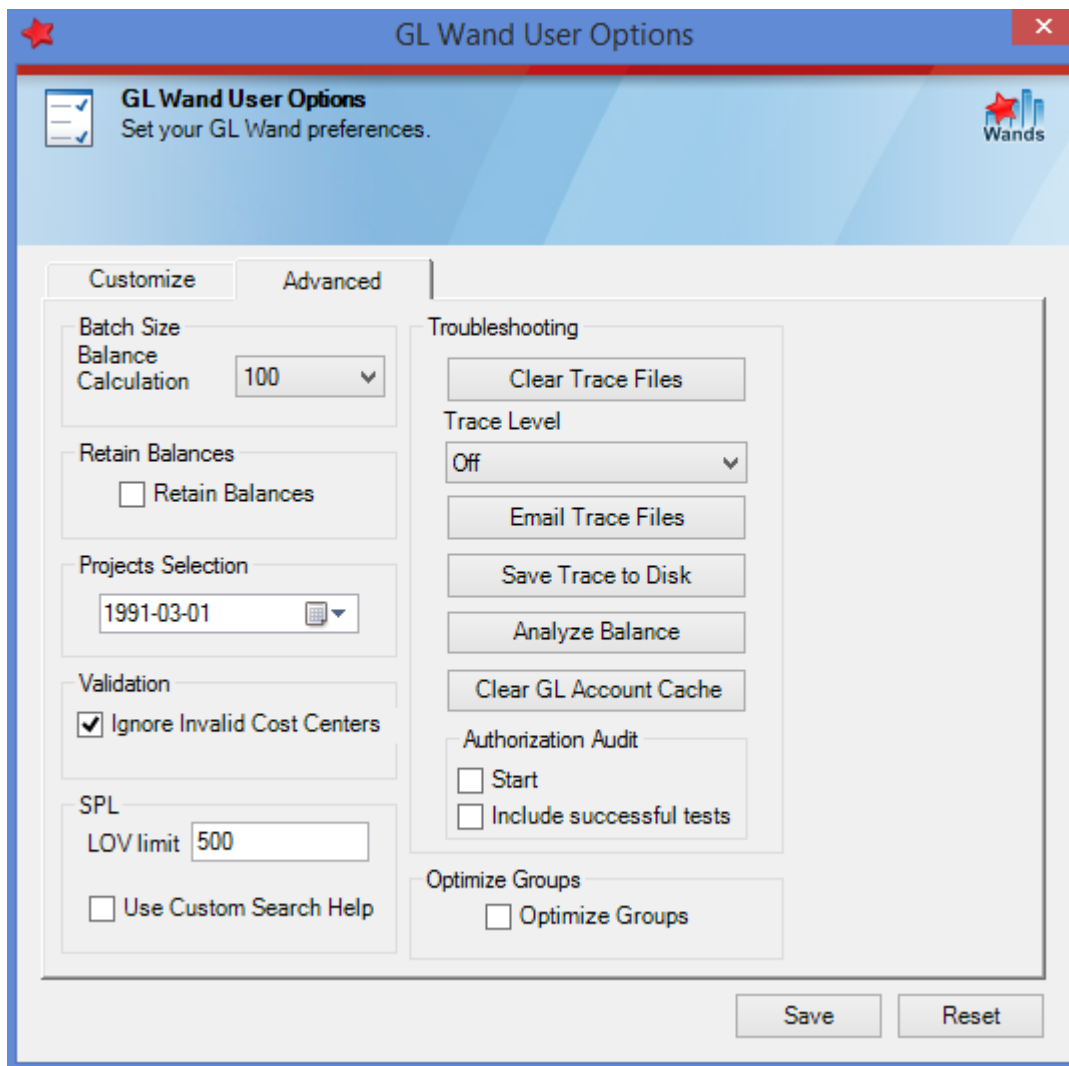 GL Wand User Options
GL Wand User Options
Set your GL Wand preferences.
Wands
Customize
Advanced
Batch Size
Balance
Calculation
100
Retain Balances
Retain Balances
Projects Selection
1991-03-01
Validation
Ignore Invalid Cost Centers
SPL
LOV limit
500
Use Custom Search Help
Troubleshooting
Clear Trace Files
Trace Level
Off
Email Trace Files
Save Trace to Disk
Analyze Balance
Clear GL Account Cache
Authorization Audit
Start
Include successful tests
Optimize Groups
Optimize Groups
Save
Reset